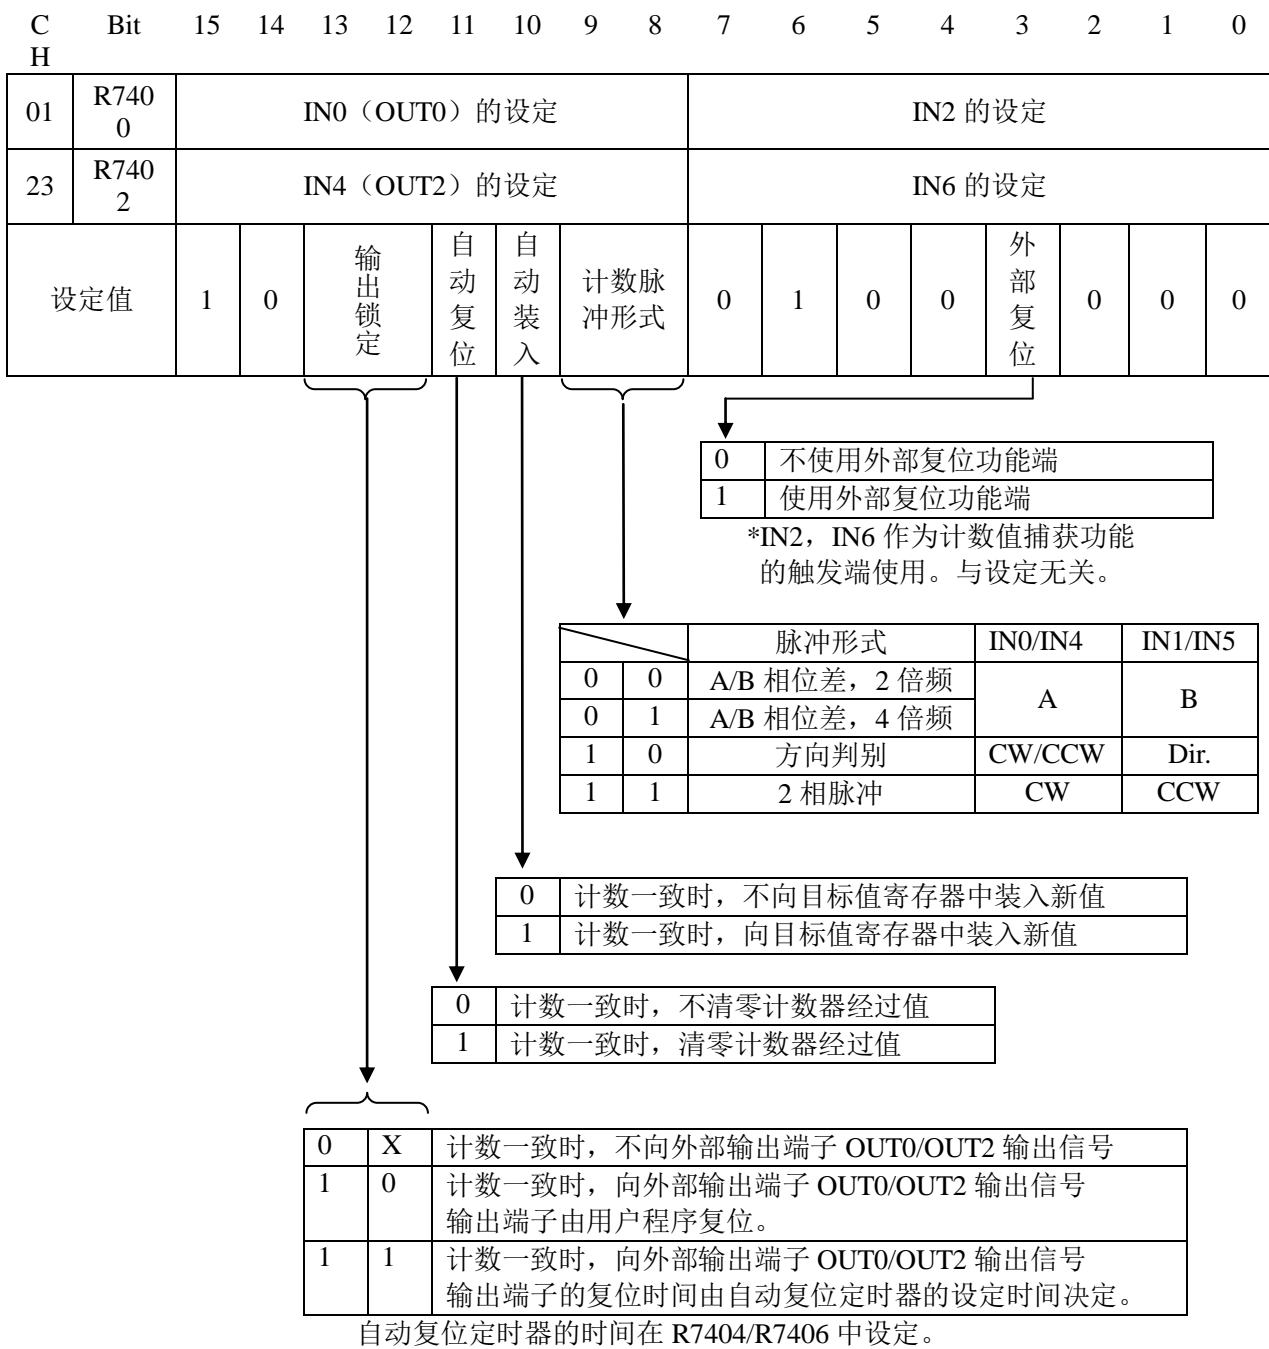 C H Bit 15 14 13 12 11 10 9 8 7 6 5 4 3 2 1 0
01 R7400 IN0（OUT0）的设定 IN2 的设定
23 R7402 IN4（OUT2）的设定 IN6 的设定
设定值 1 0 输出锁定 自动复位 自动装入 计数脉冲形式 0 1 0 0 外部复位 0 0 0
0 不使用外部复位功能端
1 使用外部复位功能端
*IN2，IN6 作为计数值捕获功能
的触发端使用。与设定无关。
脉冲形式 IN0/IN4 IN1/IN5
0 0 A/B 相位差，2 倍频 A B
0 1 A/B 相位差，4 倍频
1 0 方向判别 CW/CCW Dir.
1 1 2 相脉冲 CW CCW
0 计数一致时，不向目标值寄存器中装入新值
1 计数一致时，向目标值寄存器中装入新值
0 计数一致时，不清零计数器经过值
1 计数一致时，清零计数器经过值
0 X 计数一致时，不向外部输出端子 OUT0/OUT2 输出信号
1 0 计数一致时，向外部输出端子 OUT0/OUT2 输出信号
输出端子由用户程序复位。
1 1 计数一致时，向外部输出端子 OUT0/OUT2 输出信号
输出端子的复位时间由自动复位定时器的设定时间决定。
自动复位定时器的时间在 R7404/R7406 中设定。